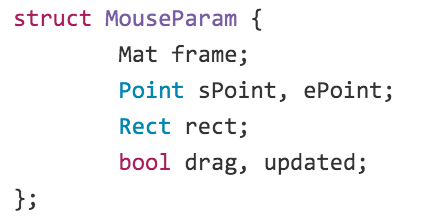 struct MouseParam {
        Mat frame;
        Point sPoint, ePoint;
        Rect rect;
        bool drag, updated;
};